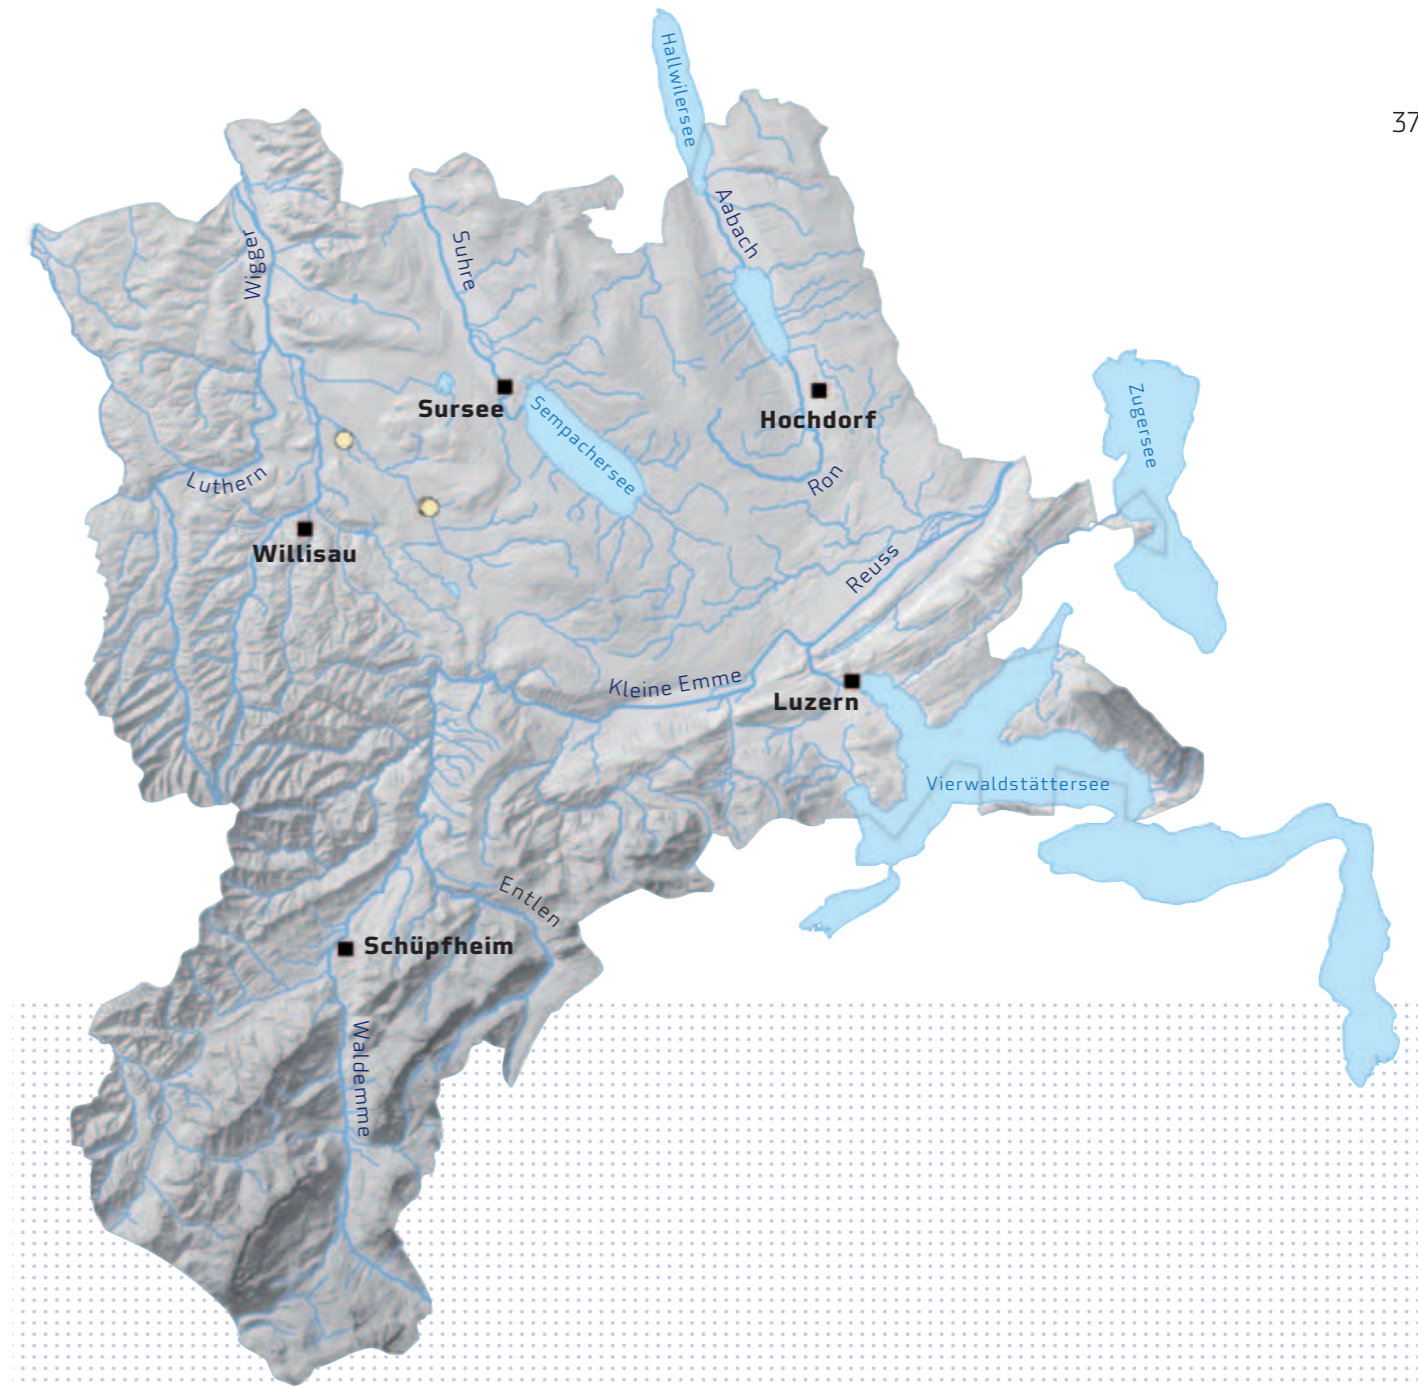 Hallwilersee
37
Aabach
Wigger
Suhre
Zugersee
Sursee
Sempachersee
Hochdorf
Luthern
Ron
Willisau
Reuss
Kleine Emme
Luzern
Vierwaldstättersee
Entlen
Schüpfheim
Waldemme